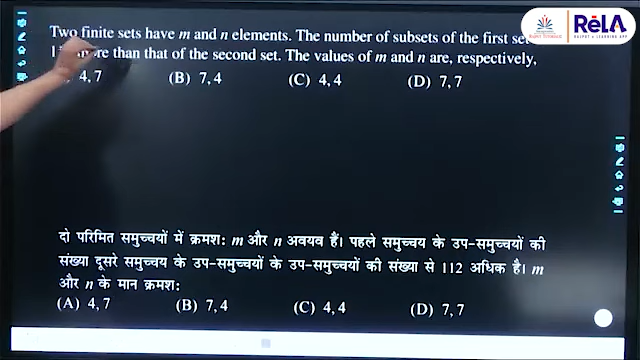 Two finite sets have m and n elements. The number of subsets of the first set
more than that of the second set. The values of m and n are, respectively,
4, 7 (B) 7, 4 (C) 4, 4 (D) 7, 7
दो परिमित समुच्चयों में क्रमश: m और n अवयव हैं। पहले समुच्चय के उप-समुच्चयों की
संख्या दूसरे समुच्चय के उप-समुच्चयों के उप-समुच्चयों की संख्या से 112 अधिक है। m
और n के मान क्रमश:
(A) 4, 7 (B) 7, 4 (C) 4, 4 (D) 7, 7
RéLA